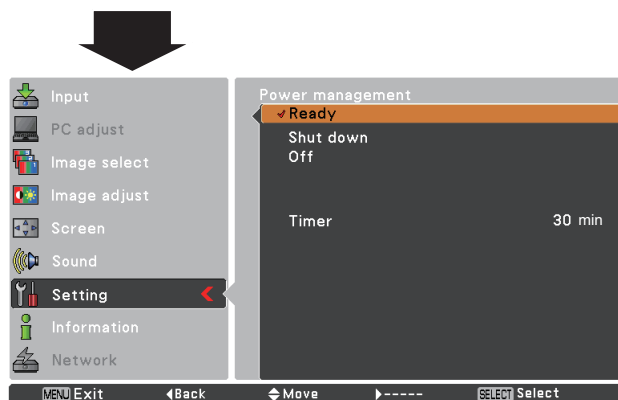 Input
PC adjust
Image select
Image adjust
Screen
Sound
Setting
Information
Network
Power management
Ready
Shut down
Off
Timer 30 min
MENU Exit Back Move ----- SELECT Select